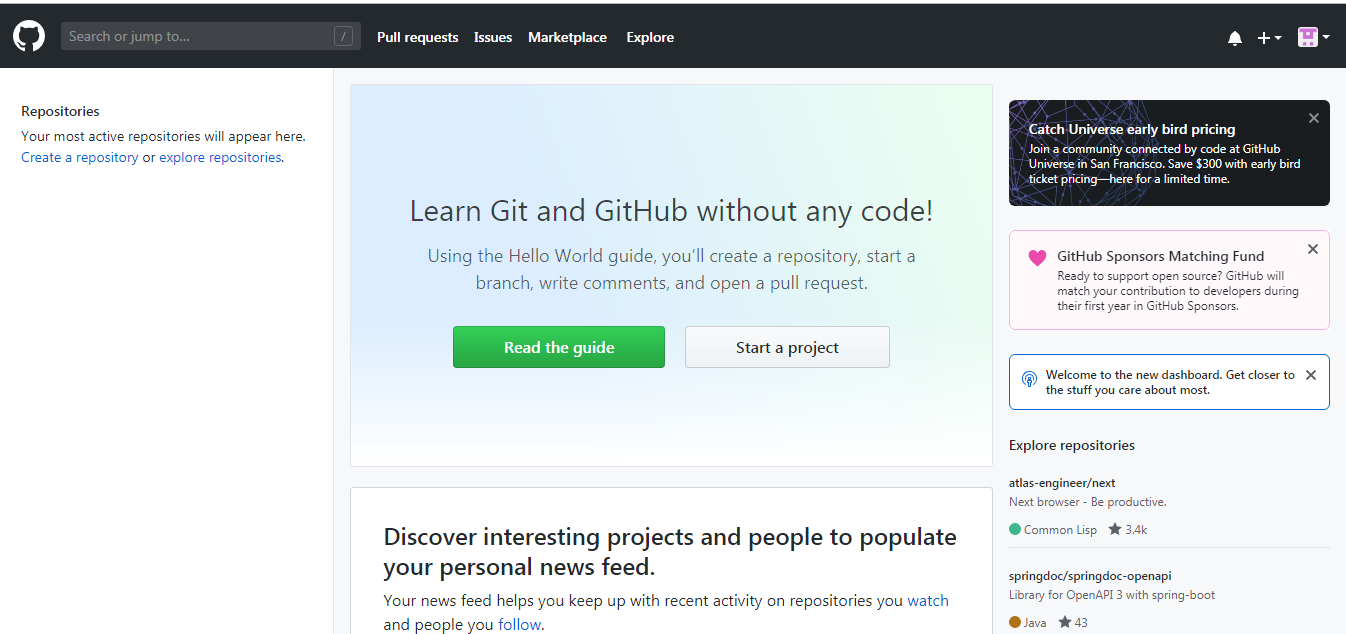 Search or jump to...
/
Pull requests
Issues
Marketplace
Explore
Repositories
Your most active repositories will appear here.
Create a repository or explore repositories.
Learn Git and GitHub without any code!
Using the Hello World guide, you’ll create a repository, start a
branch, write comments, and open a pull request.
Read the guide
Start a project
Discover interesting projects and people to populate
your personal news feed.
Your news feed helps you keep up with recent activity on repositories you watch
and people you follow.
Catch Universe early bird pricing
Join a community connected by code at GitHub
Universe in San Francisco. Save $300 with early bird
ticket pricing—here for a limited time.
GitHub Sponsors Matching Fund
Ready to support open source? GitHub will
match your contribution to developers during
their first year in GitHub Sponsors.
Welcome to the new dashboard. Get closer to
the stuff you care about most.
Explore repositories
atlas-engineer/next
Next browser - Be productive.
Common Lisp 3.4k
springdoc/springdoc-openapi
Library for OpenAPI 3 with spring-boot
Java 43